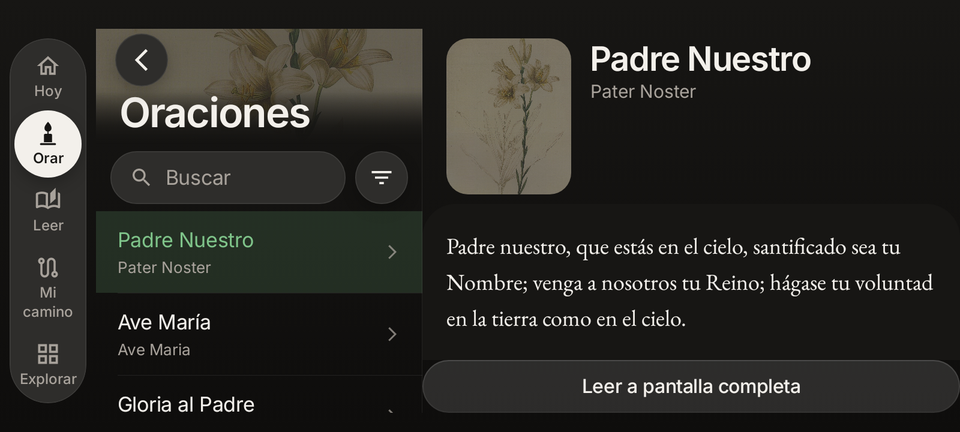 Hoy
Orar
Leer
Mi
camino
Explorar
Oraciones
Buscar
Padre Nuestro
Pater Noster
Ave María
Ave Maria
Gloria al Padre
Padre Nuestro
Pater Noster
Padre nuestro, que estás en el cielo, santificado sea tu
Nombre; venga a nosotros tu Reino; hágase tu voluntad
en la tierra como en el cielo.
Leer a pantalla completa